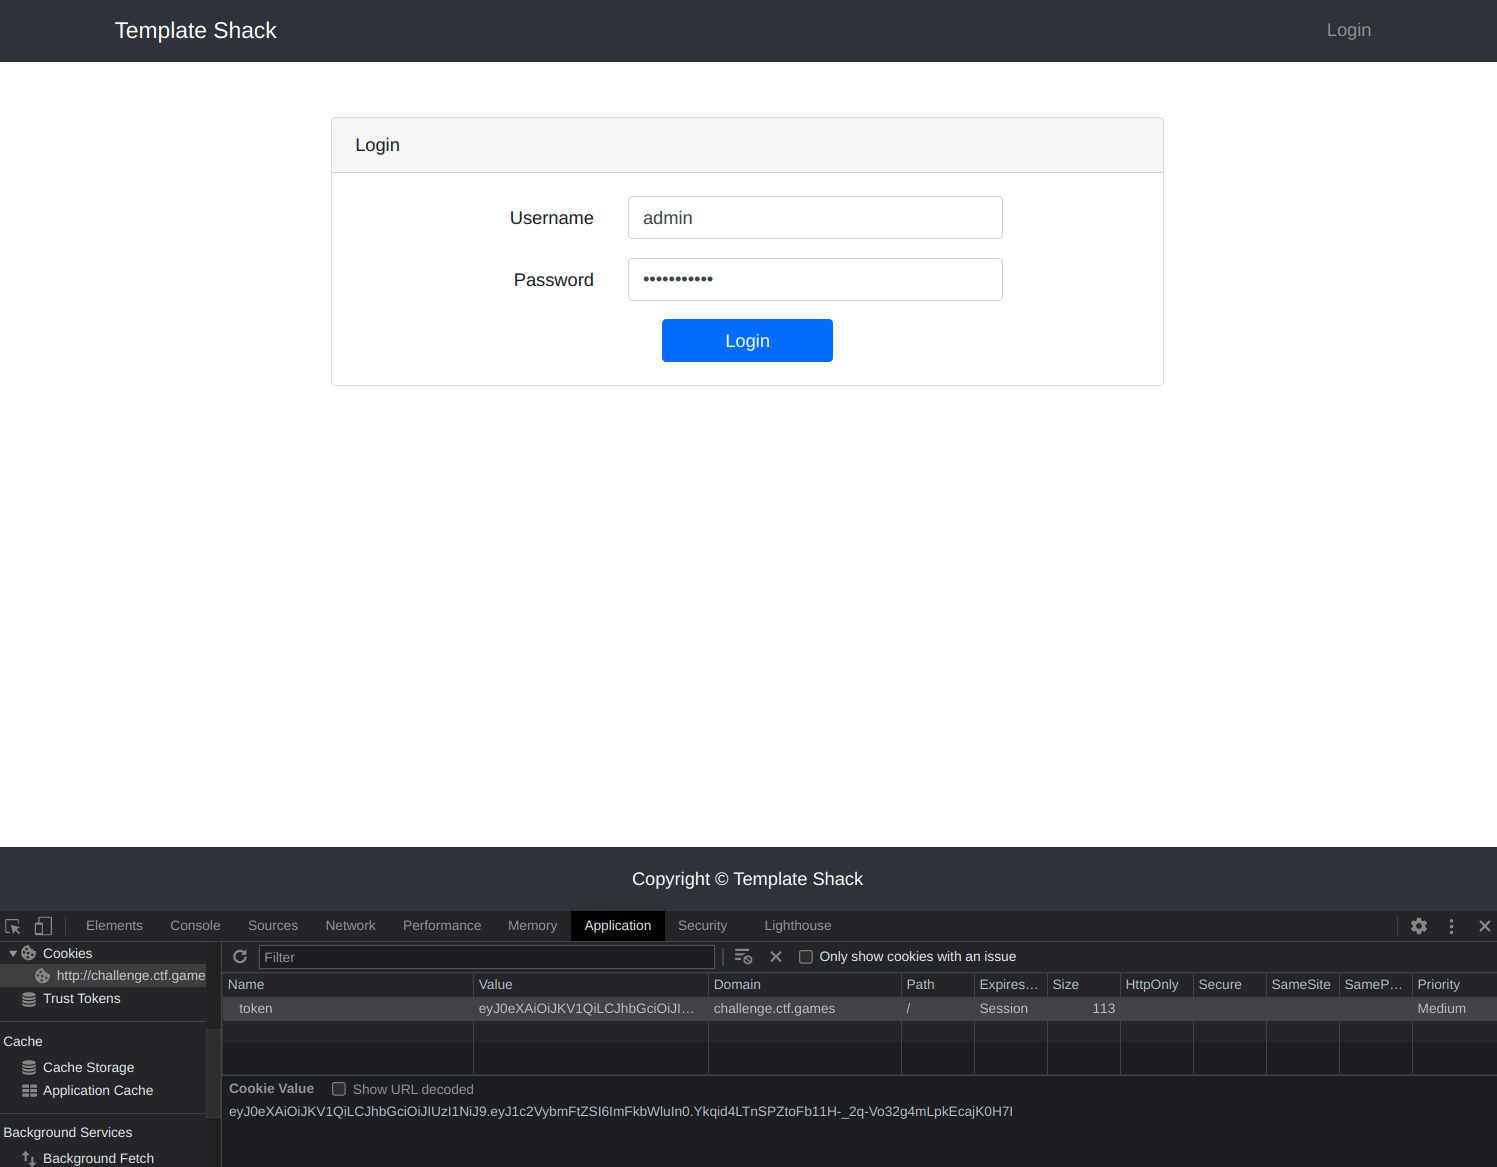 Template Shack Login
Login
Username admin
Password •••••••••••
Login
Copyright © Template Shack
Elements Console Sources Network Performance Memory Application Security Lighthouse
Cookies
http://challenge.ctf.game
Trust Tokens
Cache
Cache Storage
Application Cache
Background Services
Background Fetch
Filter Only show cookies with an issue
Name Value Domain Path Expires… Size HttpOnly Secure SameSite SameP… Priority
token eyJ0eXAiOiJKV1QiLCJhbGciOiJI… challenge.ctf.games / Session 113 Medium
Cookie Value Show URL decoded
eyJ0eXAiOiJKV1QiLCJhbGciOiJIUzI1NiJ9.eyJ1c2VybmFtZSI6ImFkbWluIn0.Ykqid4LTnSPZtoFb11H-_2q-Vo32g4mLpkEcajK0H7I